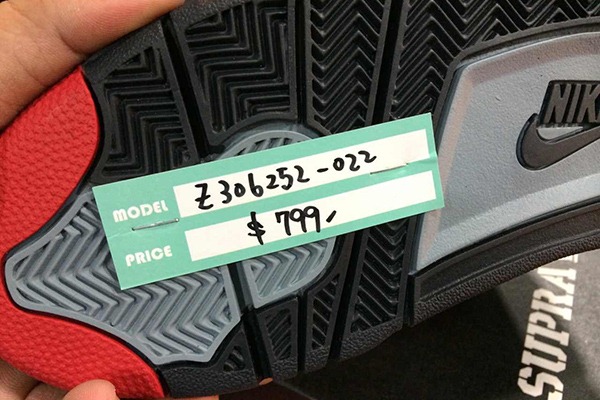 NIKE
MODEL Z306252-022
PRICE $799-
SUPRA